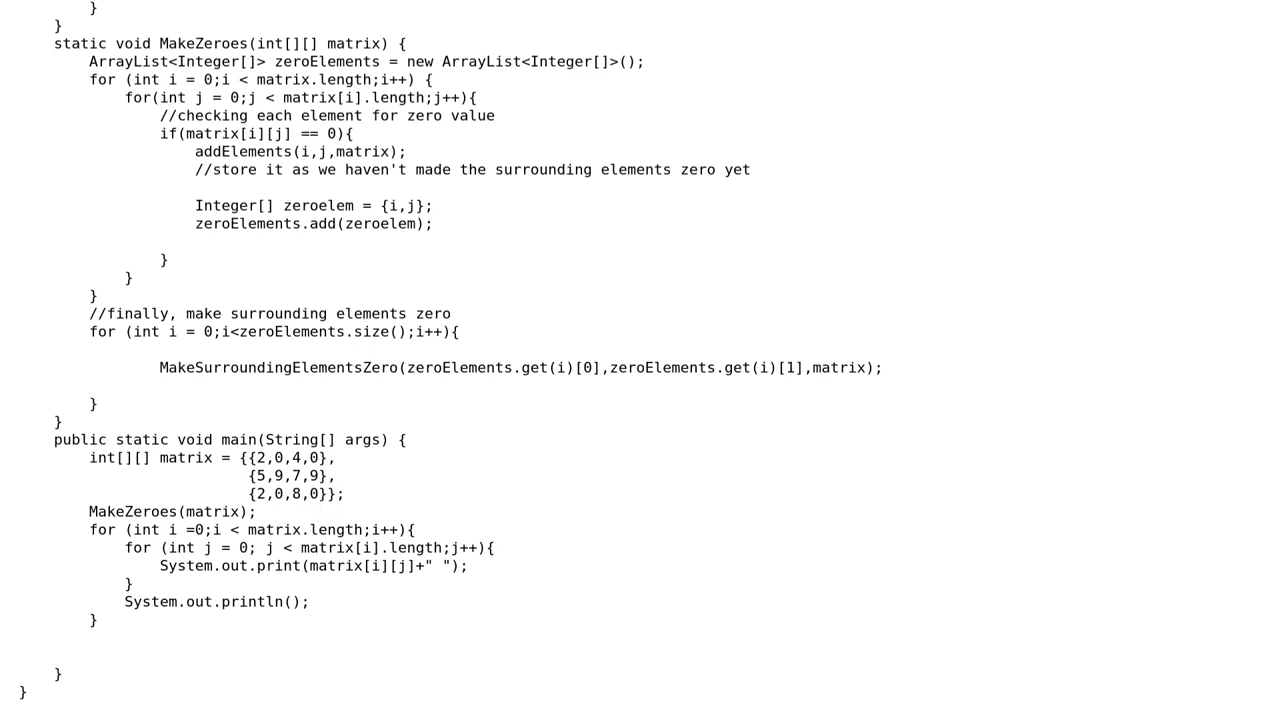 }
    }
    static void MakeZeroes(int[][] matrix) {
        ArrayList<Integer[]> zeroElements = new ArrayList<Integer[]>();
        for (int i = 0;i < matrix.length;i++) {
            for(int j = 0;j < matrix[i].length;j++){
                //checking each element for zero value
                if(matrix[i][j] == 0){
                    addElements(i,j,matrix);
                    //store it as we haven't made the surrounding elements zero yet

                    Integer[] zeroelem = {i,j};
                    zeroElements.add(zeroelem);

                }
            }
        }
        //finally, make surrounding elements zero
        for (int i = 0;i<zeroElements.size();i++){

                MakeSurroundingElementsZero(zeroElements.get(i)[0],zeroElements.get(i)[1],matrix);

        }
    }
    public static void main(String[] args) {
        int[][] matrix = {{2,0,4,0},
                          {5,9,7,9},
                          {2,0,8,0}};
        MakeZeroes(matrix);
        for (int i =0;i < matrix.length;i++){
            for (int j = 0; j < matrix[i].length;j++){
                System.out.print(matrix[i][j]+" ");
            }
            System.out.println();
        }


    }
}